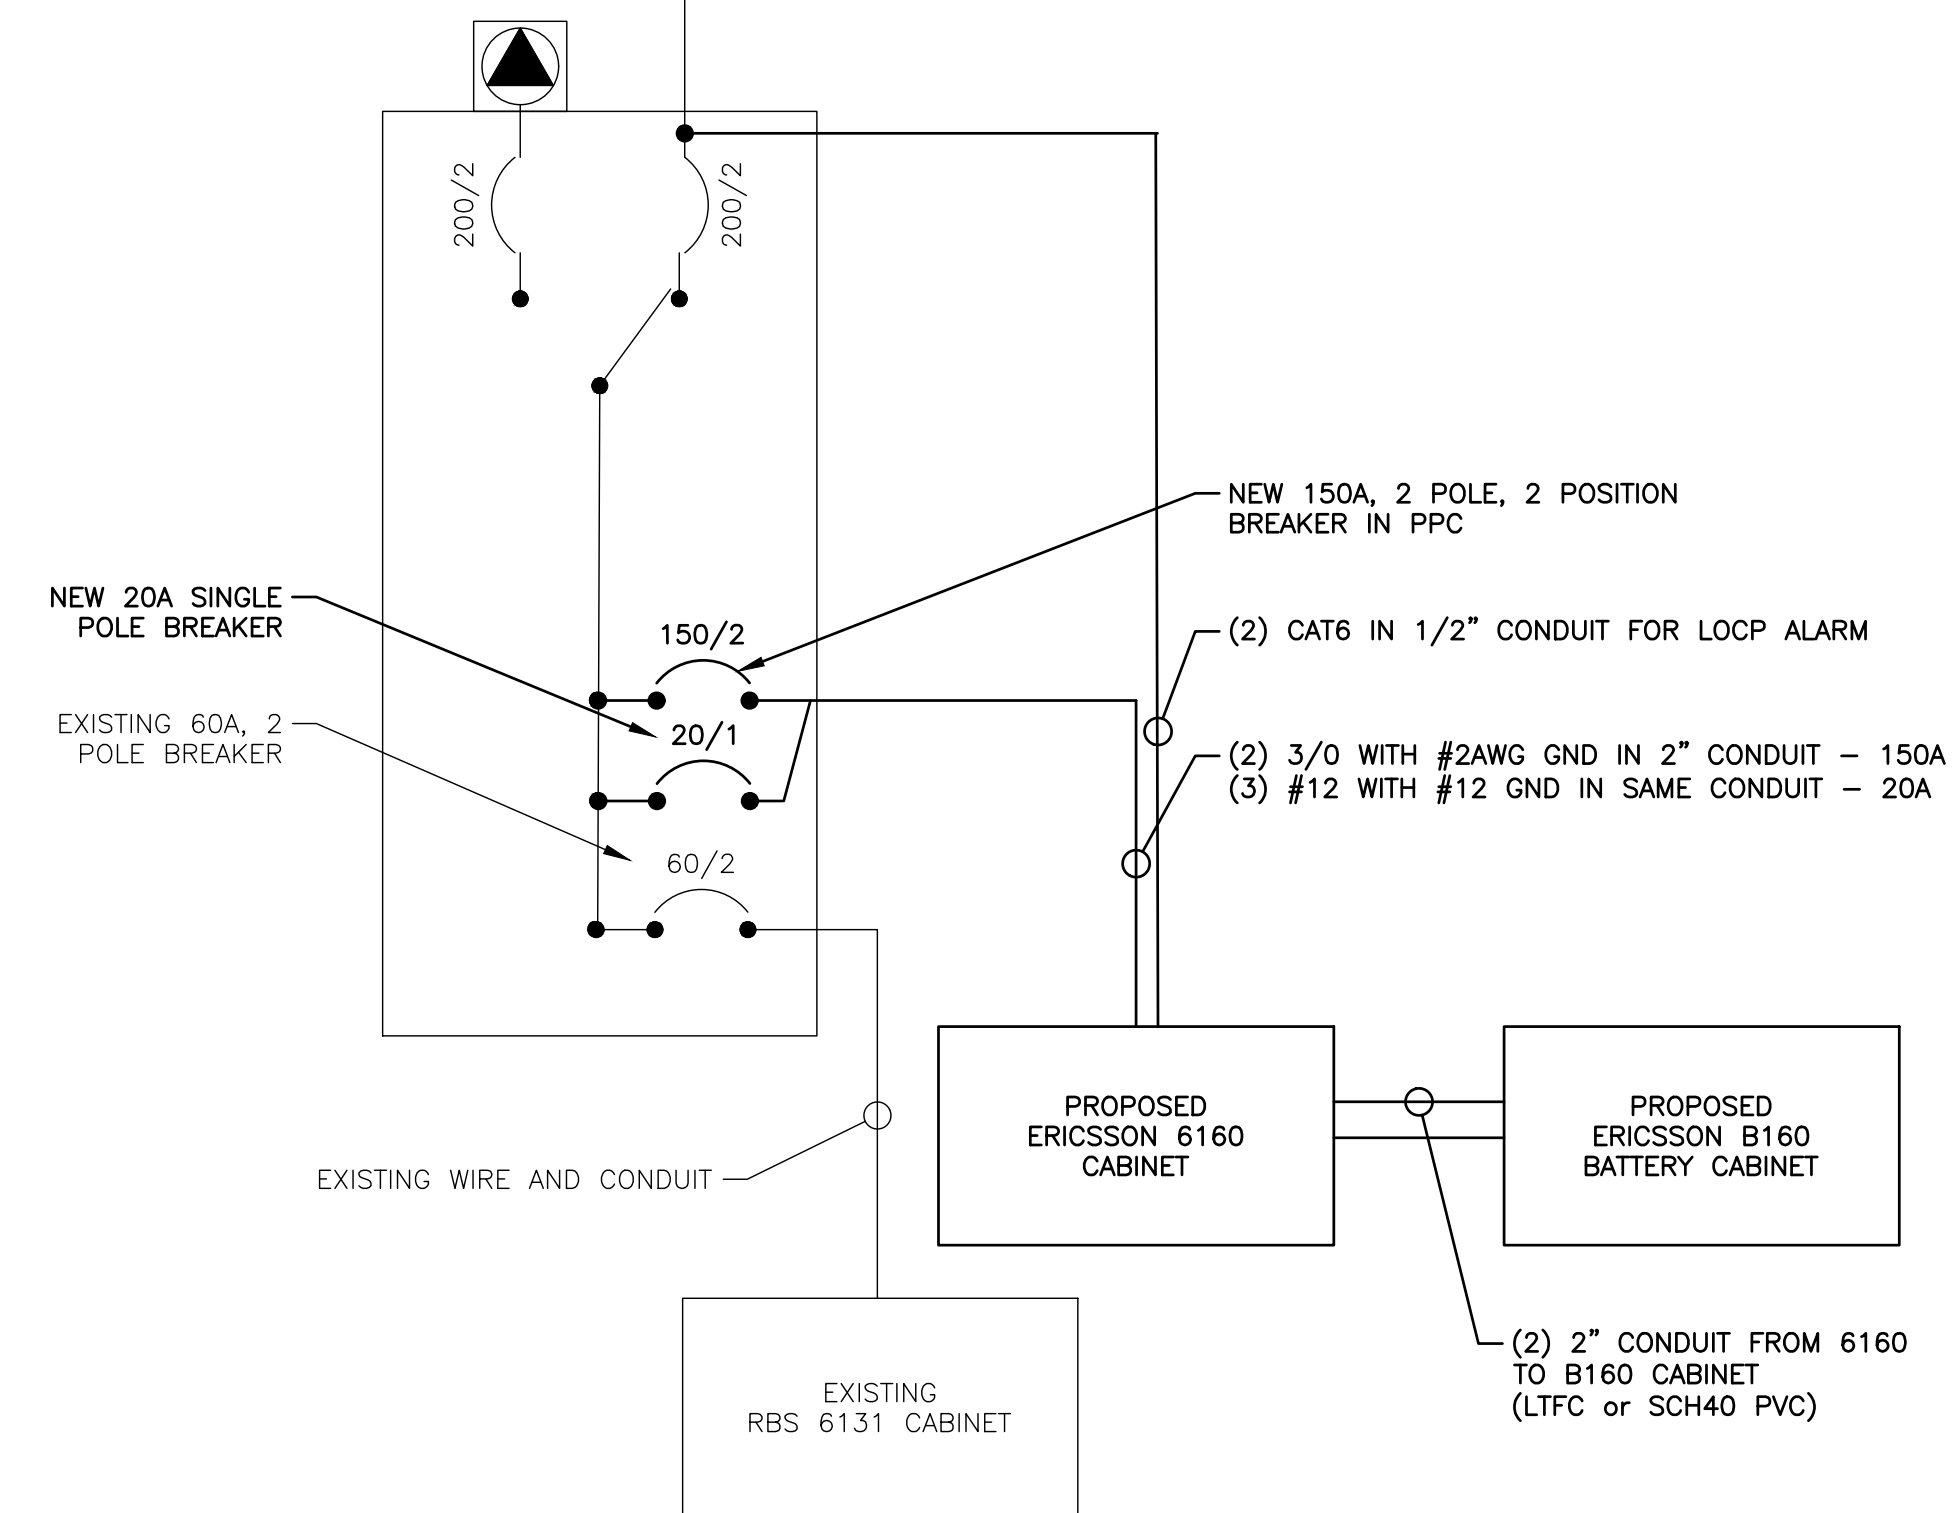 200/2
200/2
NEW 150A, 2 POLE, 2 POSITION
BREAKER IN PPC
NEW 20A SINGLE
POLE BREAKER
150/2
(2) CAT6 IN 1/2" CONDUIT FOR LOCP ALARM
EXISTING 60A, 2
POLE BREAKER
20/1
(2) 3/0 WITH #2AWG GND IN 2" CONDUIT – 150A
(3) #12 WITH #12 GND IN SAME CONDUIT – 20A
60/2
PROPOSED
ERICSSON 6160
CABINET
PROPOSED
ERICSSON B160
BATTERY CABINET
EXISTING WIRE AND CONDUIT
(2) 2" CONDUIT FROM 6160
TO B160 CABINET
(LTFC or SCH40 PVC)
EXISTING
RBS 6131 CABINET